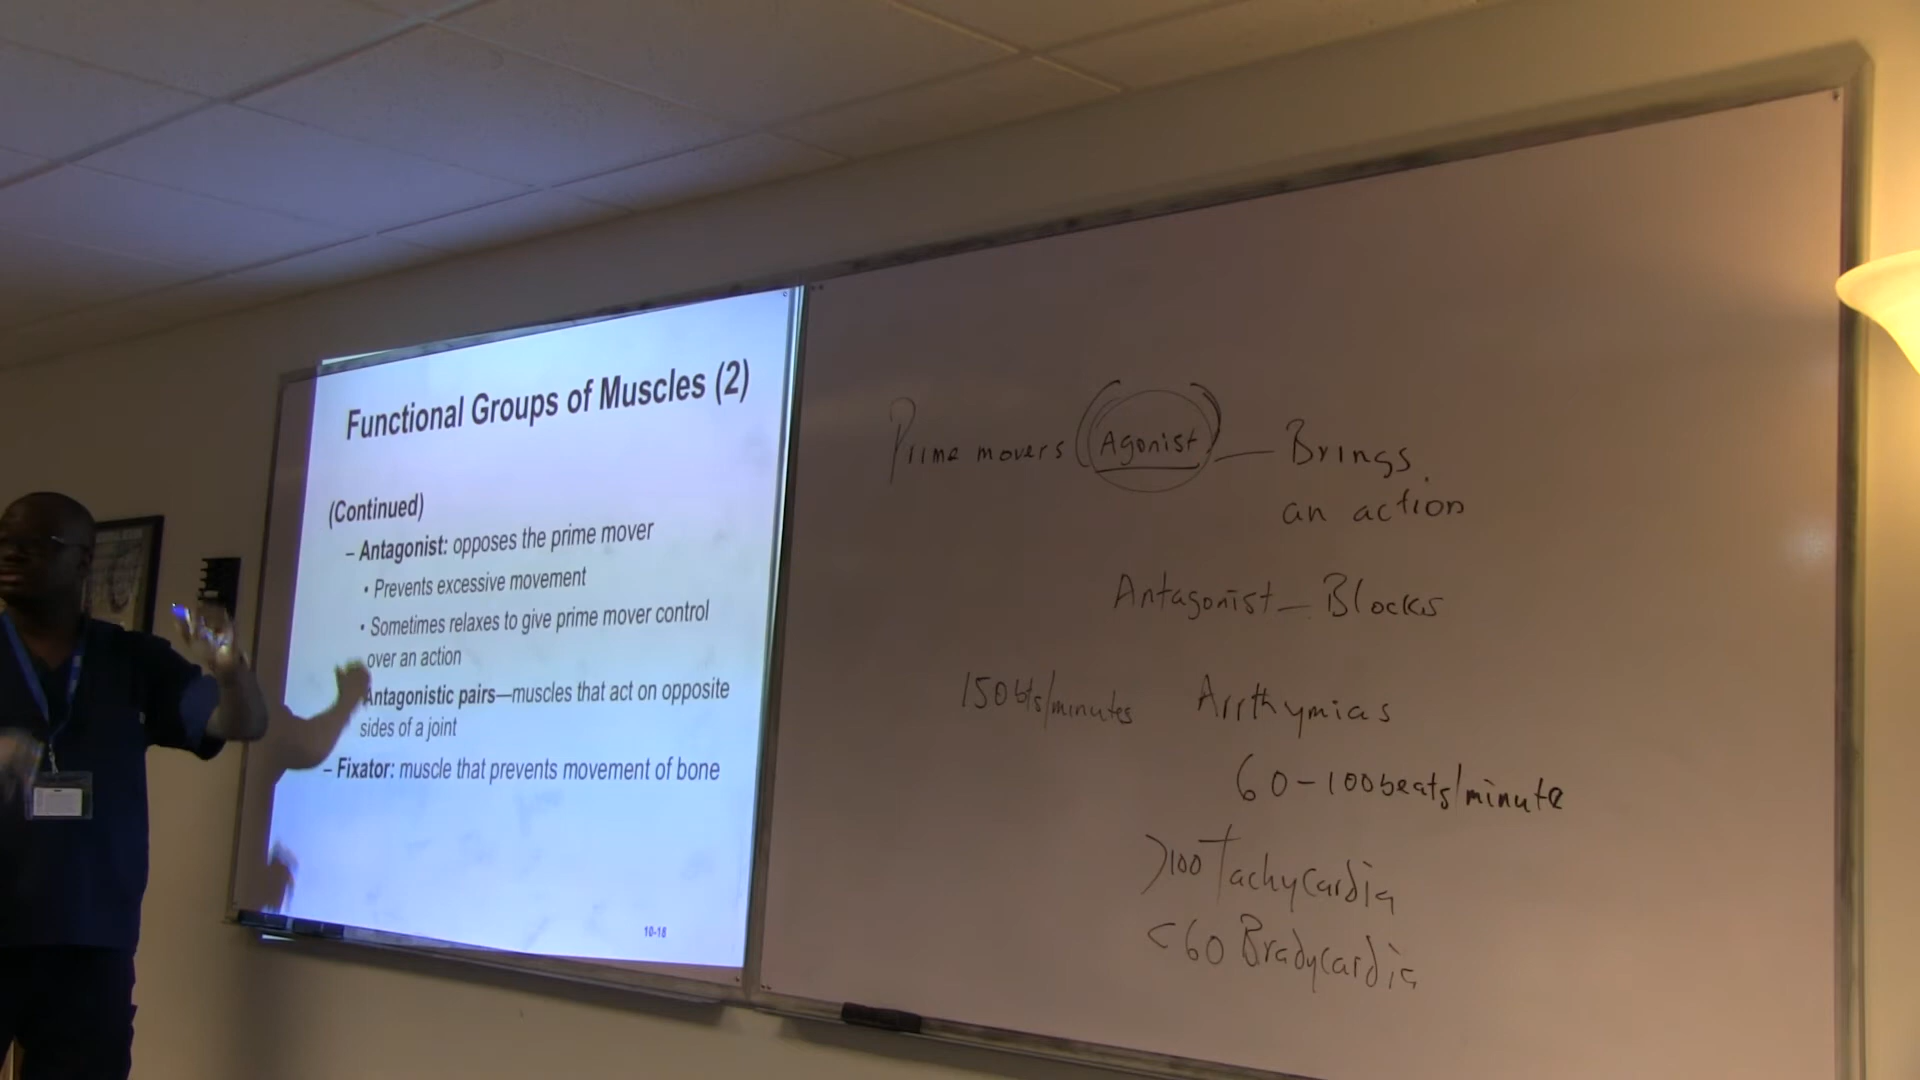 Functional Groups of Muscles (2)
(Continued)
– Antagonist: opposes the prime mover
• Prevents excessive movement
• Sometimes relaxes to give prime mover control
over an action
Antagonistic pairs—muscles that act on opposite
sides of a joint
– Fixator: muscle that prevents movement of bone
10-18
Prime movers (Agonist) — Brings
an action
Antagonist – Blocks
150bts/minutes Arrthymias
60-100beats/minute
>100 Tachycardia
<60 Bradycardia